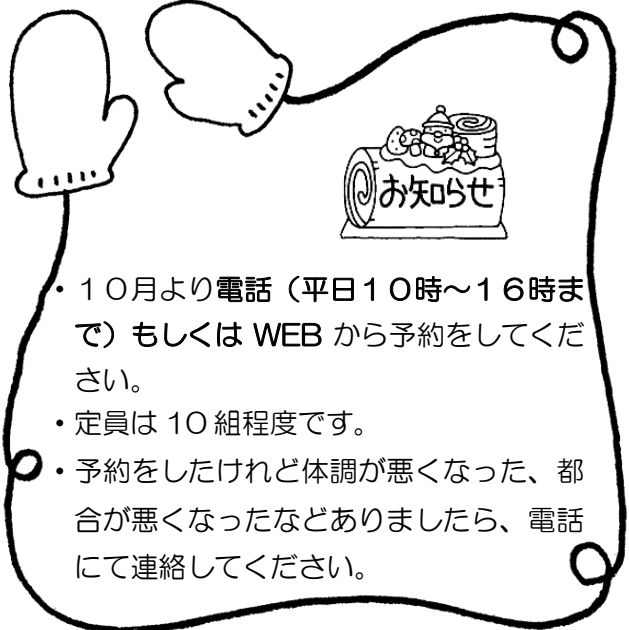 お知らせ
・１０月より電話（平日１０時～１６時ま
で）もしくは WEB から予約をしてくだ
さい。
・定員は 10 組程度です。
・予約をしたけれど体調が悪くなった、都
合が悪くなったなどありましたら、電話
にて連絡してください。